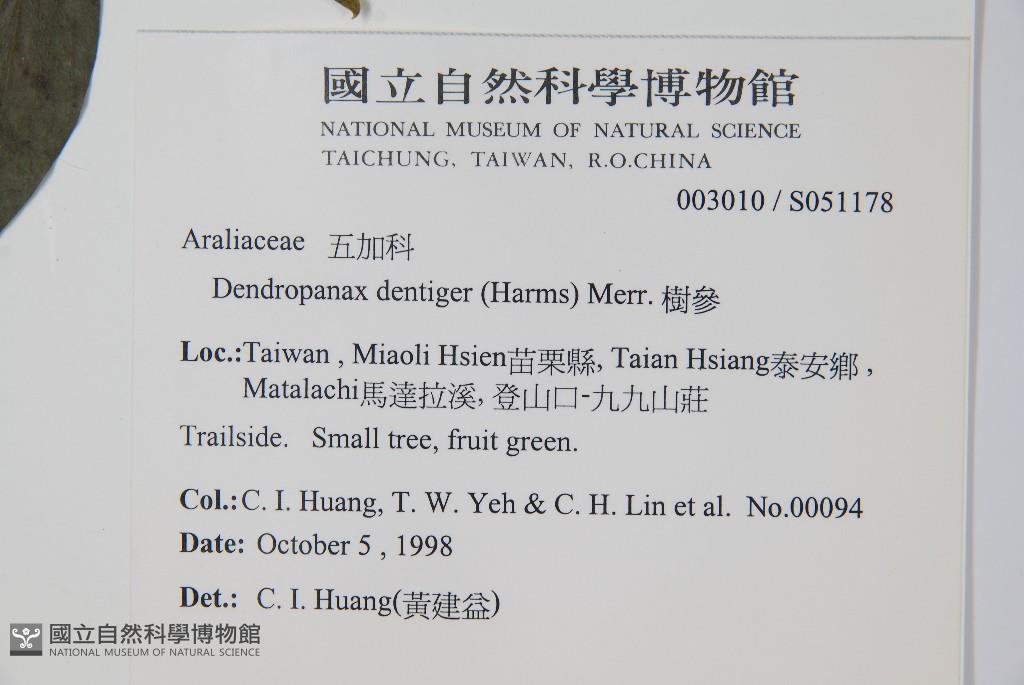 國立自然科學博物館
NATIONAL MUSEUM OF NATURAL SCIENCE
TAICHUNG, TAIWAN, R.O.CHINA
003010 / S051178
Araliaceae 五加科
Dendropanax dentiger (Harms) Merr. 樹參
Loc.:Taiwan , Miaoli Hsien苗栗縣, Taian Hsiang泰安鄉 ,
Matalachi馬達拉溪, 登山口-九九山莊
Trailside. Small tree, fruit green.
Col.: C. I. Huang, T. W. Yeh & C. H. Lin et al. No.00094
Date: October 5 , 1998
Det.: C. I. Huang(黃建益)
國立自然科學博物館
NATIONAL MUSEUM OF NATURAL SCIENCE